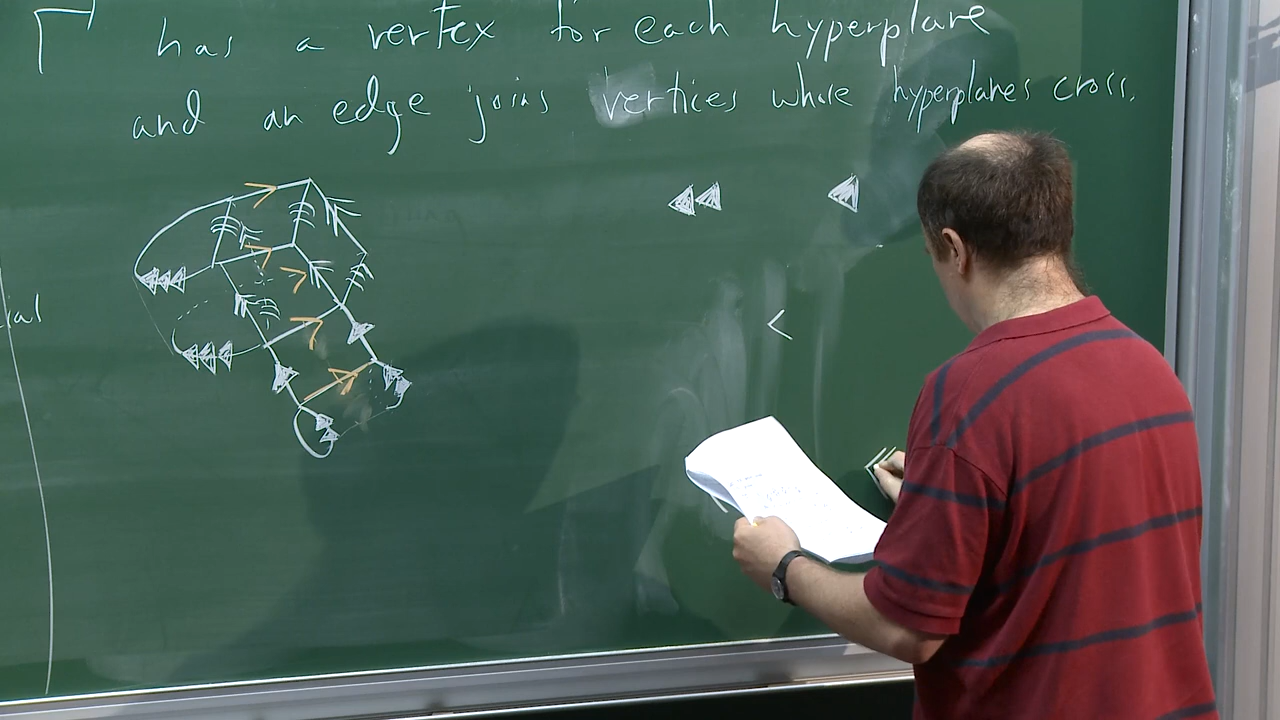 Γ has a vertex for each hyperplane
and an edge joins vertices whose hyperplanes cross.